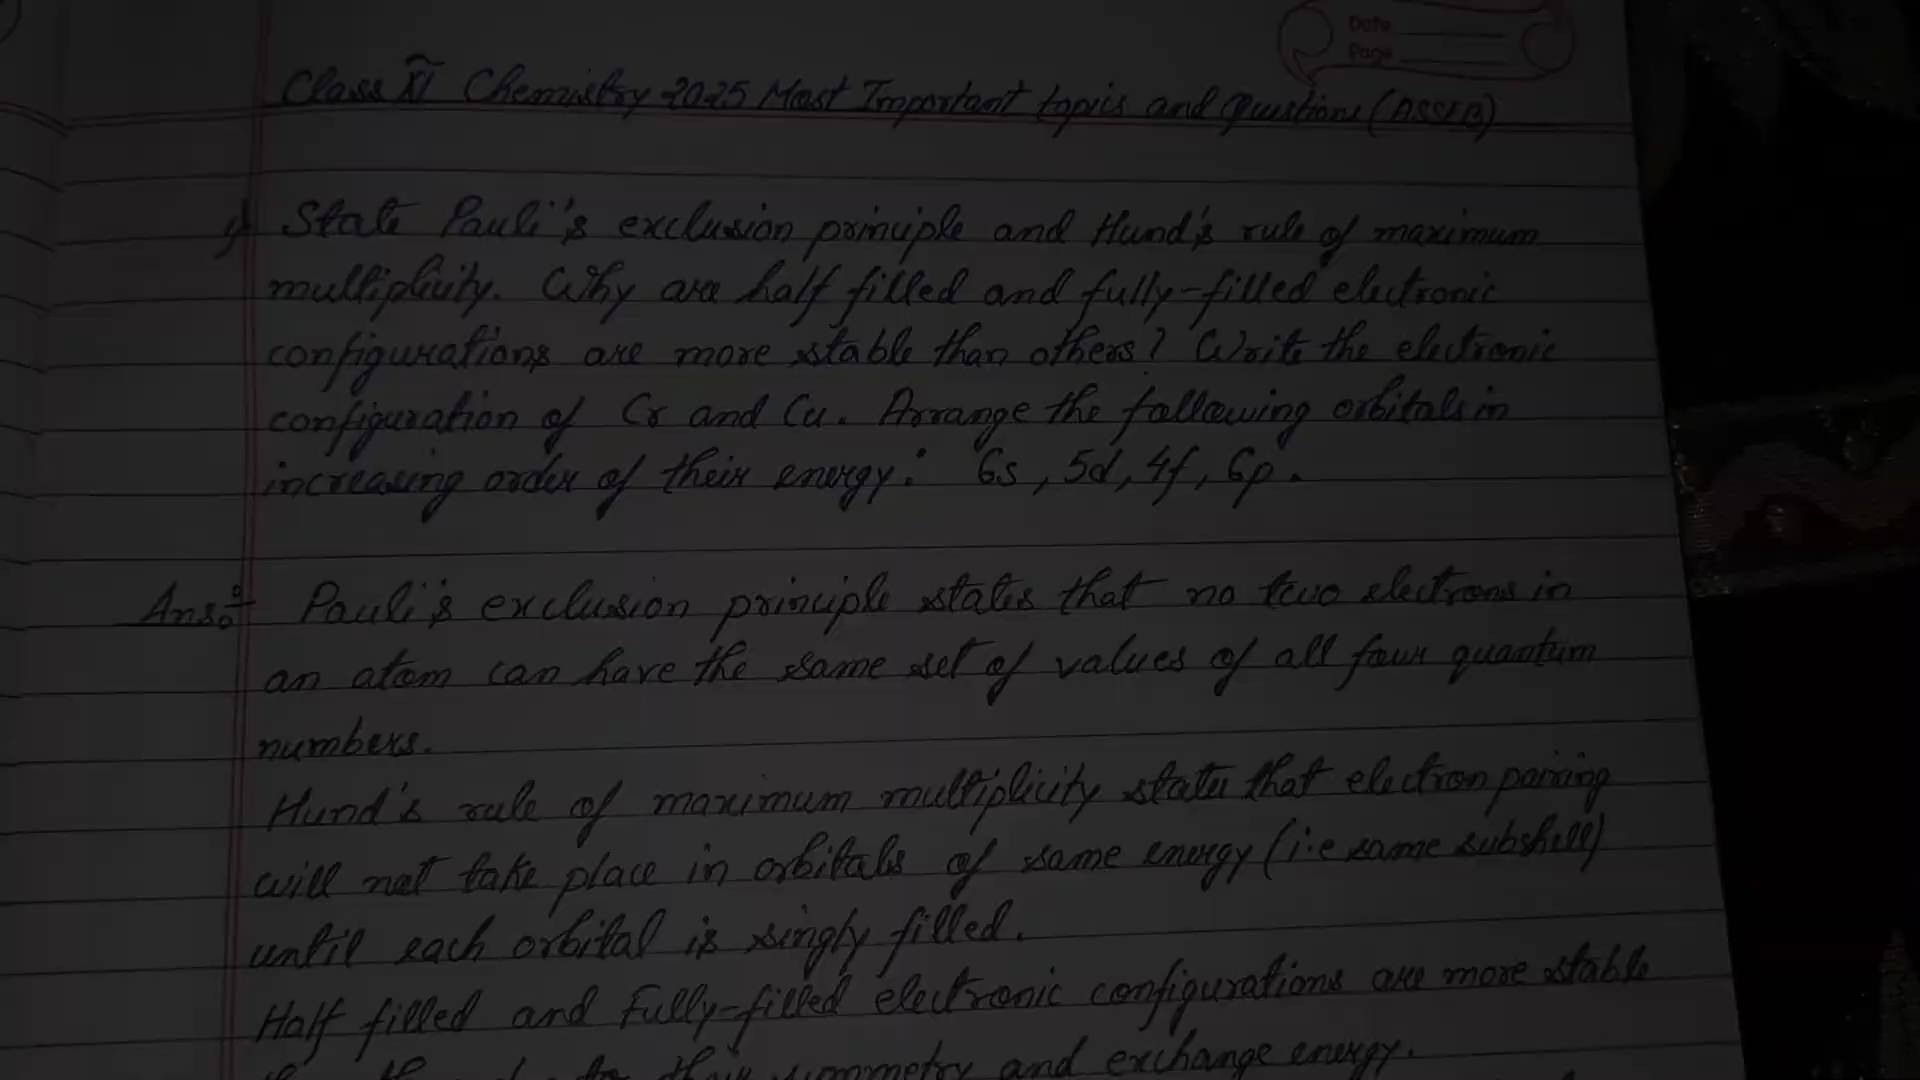 Date
Page
Class XI Chemistry 2025 Most Important topics and questions (ASSEB)
1) State Pauli's exclusion principle and Hund's rule of maximum
multiplicity. Why are half filled and fully-filled electronic
configurations are more stable than others? Write the electronic
configuration of Cr and Cu. Arrange the following orbitals in
increasing order of their energy: 6s, 5d, 4f, 6p.
Ans:- Pauli's exclusion principle states that no two electrons in
an atom can have the same set of values of all four quantum
numbers.
Hund's rule of maximum multiplicity states that electron pairing
will not take place in orbitals of same energy (i.e same subshell)
until each orbital is singly filled.
Half filled and Fully-filled electronic configurations are more stable
their symmetry and exchange energy.